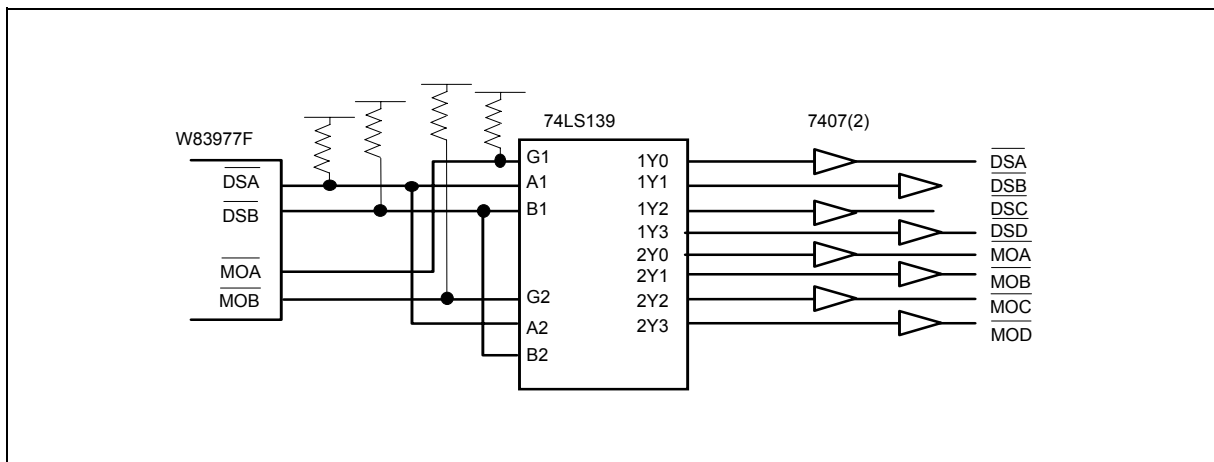 W83977F
74LS139
7407(2)
DSA
DSB
MOA
MOB
G1
A1
B1
G2
A2
B2
1Y0
1Y1
1Y2
1Y3
2Y0
2Y1
2Y2
2Y3
DSA
DSB
DSC
DSD
MOA
MOB
MOC
MOD